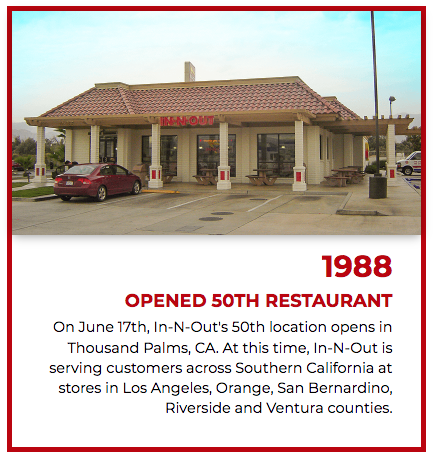 IN-N-OUT
1988
OPENED 50TH RESTAURANT
On June 17th, In-N-Out's 50th location opens in
Thousand Palms, CA. At this time, In-N-Out is
serving customers across Southern California at
stores in Los Angeles, Orange, San Bernardino,
Riverside and Ventura counties.